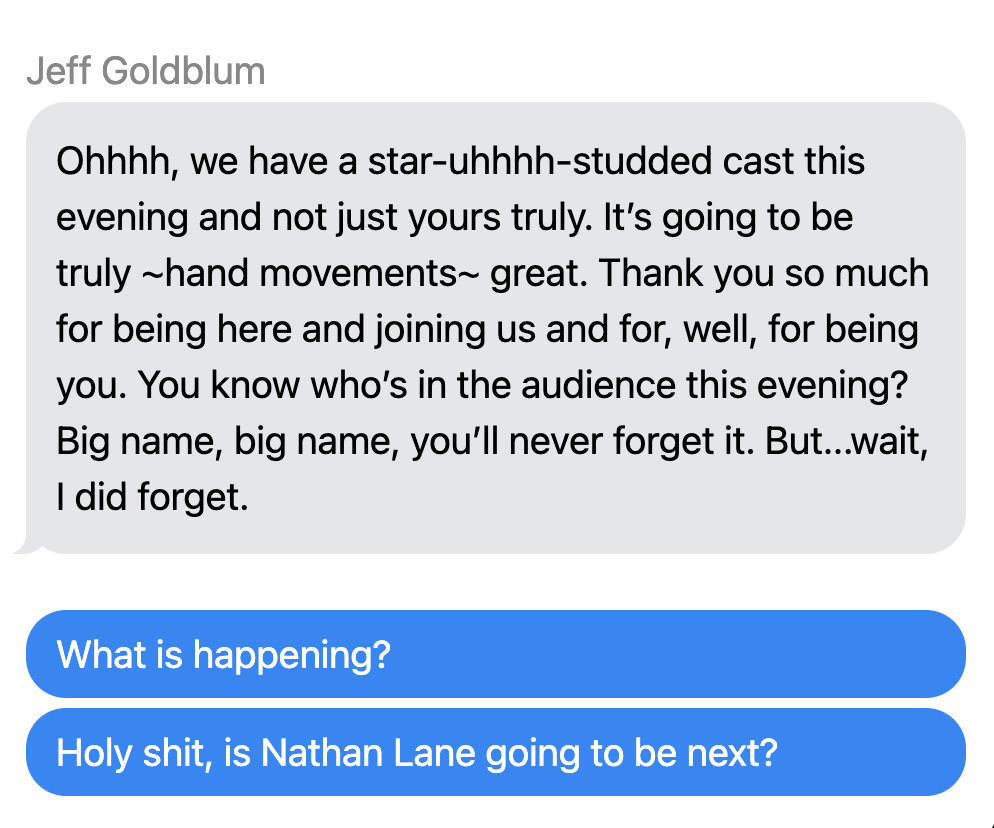 Jeff Goldblum
Ohhhh, we have a star-uhhhh-studded cast this
evening and not just yours truly. It’s going to be
truly ~hand movements~ great. Thank you so much
for being here and joining us and for, well, for being
you. You know who’s in the audience this evening?
Big name, big name, you’ll never forget it. But...wait,
I did forget.
What is happening?
Holy shit, is Nathan Lane going to be next?